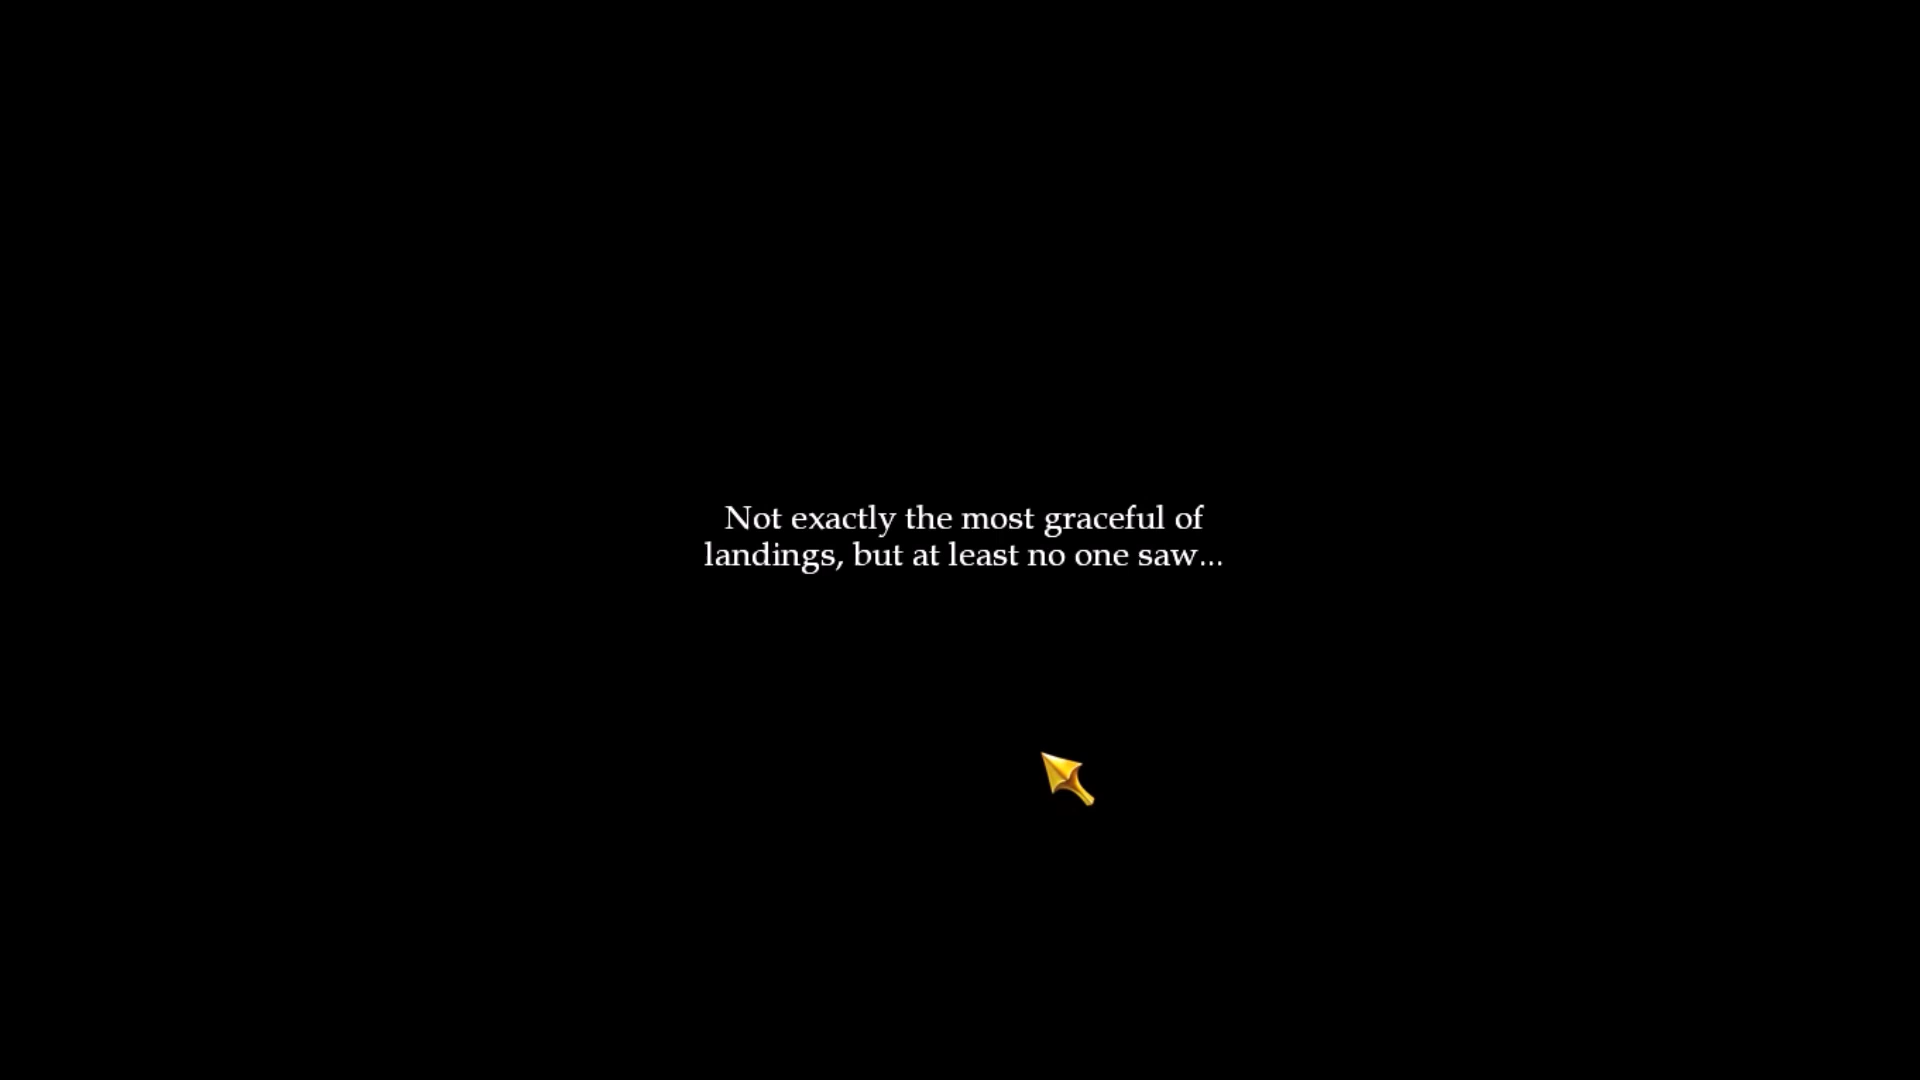 Not exactly the most graceful of
landings, but at least no one saw...